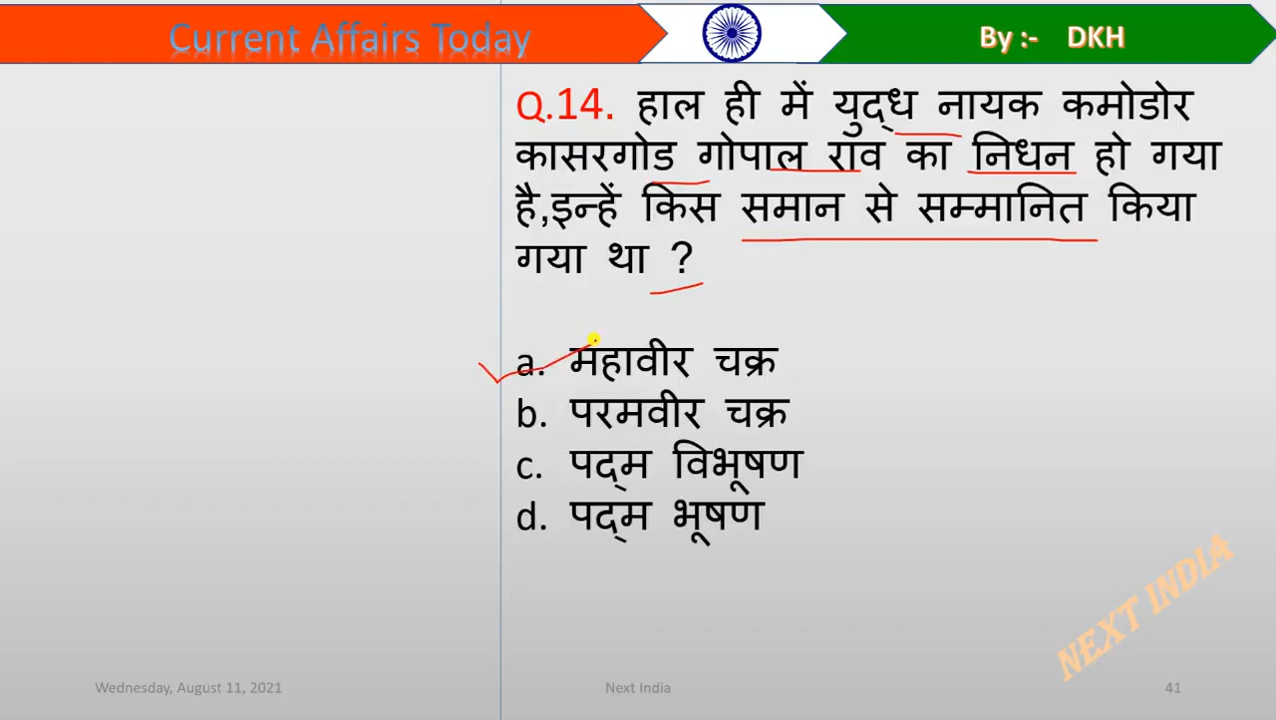 Current Affairs Today
By :- DKH
Q.14. हाल ही में युद्ध नायक कमोडोर
कासरगोड गोपाल राव का निधन हो गया
है,इन्हें किस समान से सम्मानित किया
गया था ?
a. महावीर चक्र
b. परमवीर चक्र
c. पद्म विभूषण
d. पद्म भूषण
NEXT INDIA
Wednesday, August 11, 2021
Next India
41